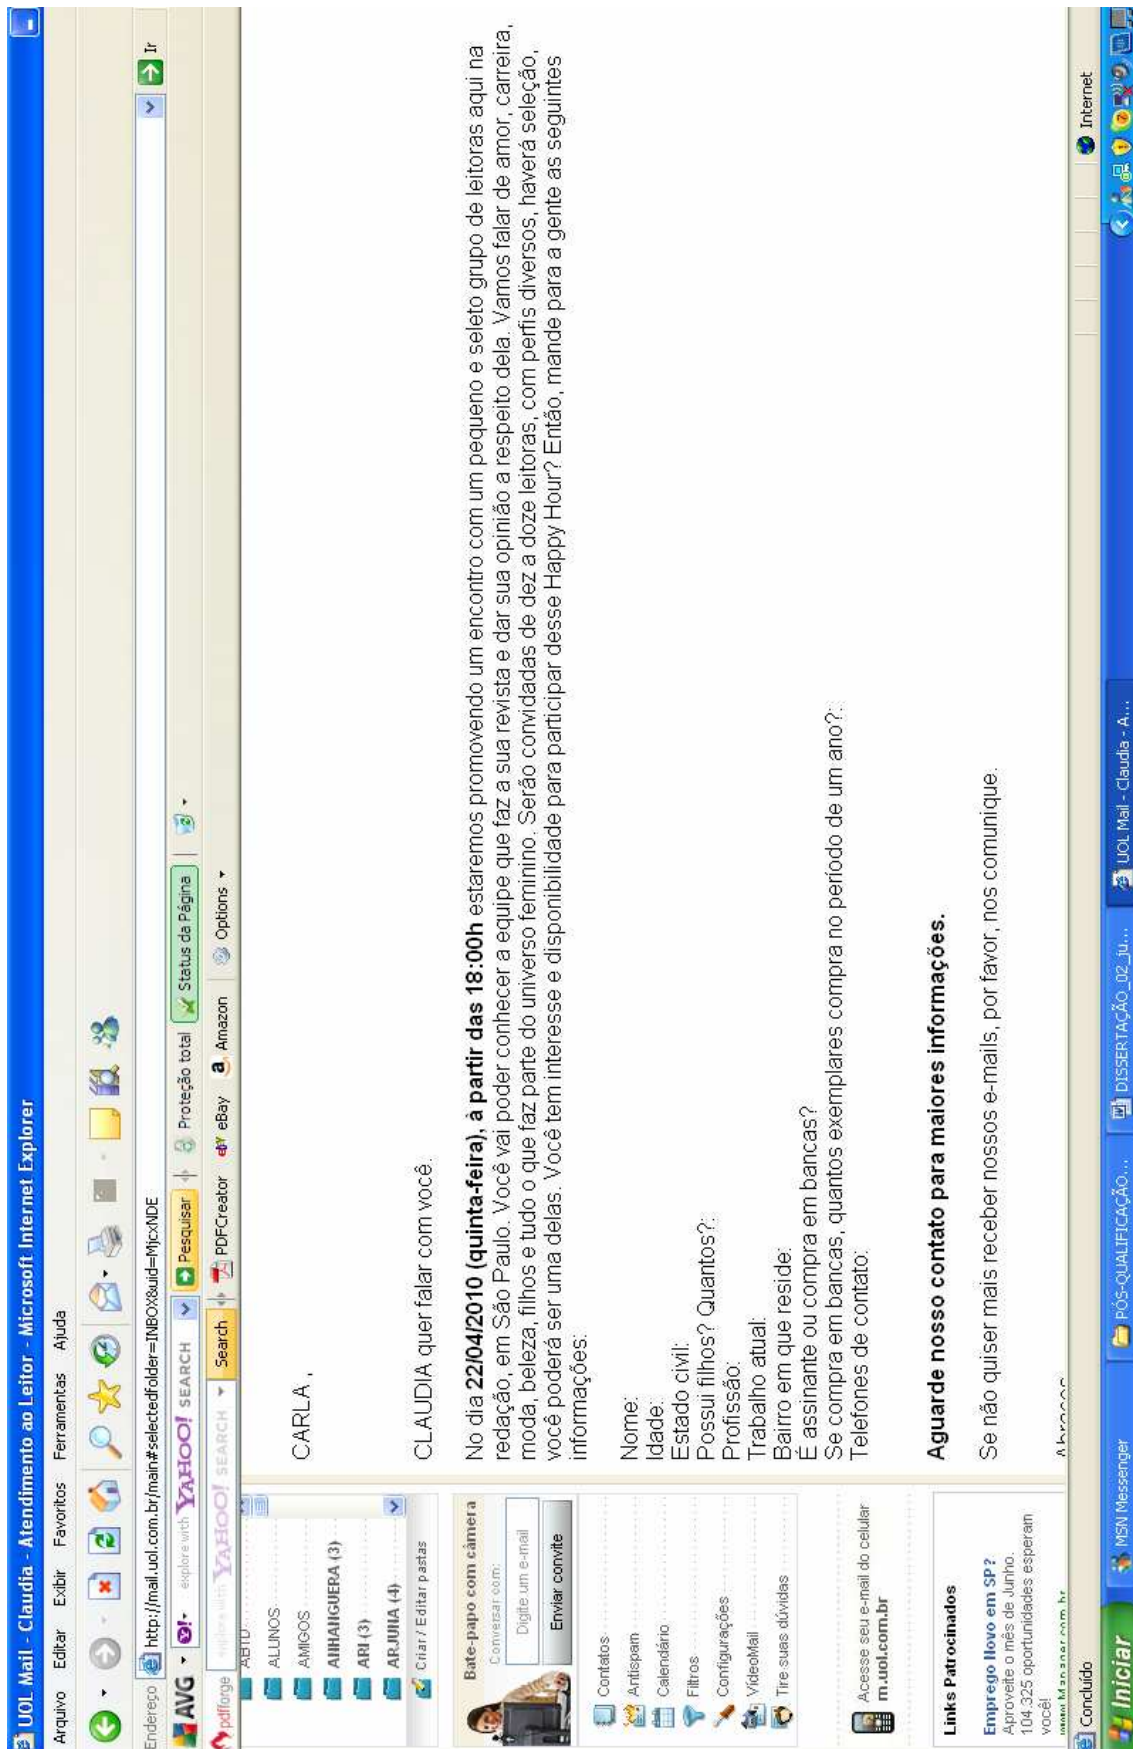 UOL Mail - Claudia - Atendimento ao Leitor - Microsoft Internet Explorer
Arquivo Editar Exibir Favoritos Ferramentas Ajuda
Endereço http://mail.uol.com.br/main#selectedfolder=INBOX&uid=MjcxNDE Ir
AVG Y! explore with YAHOO! SEARCH Pesquisar Proteção total Status da Página
pdfforge YAHOO! SEARCH Search PDFCreator eBay Amazon Options
ALUNOS
AMIGOS
ANHANGUERA (3)
ARI (3)
ARJUNA (4)
Criar / Editar pastas
Bate-papo com câmera
Conversar com:
Digite um e-mail
Enviar convite
Contatos
Antispam
Calendário
Filtros
Configurações
VideoMail
Tire suas dúvidas
Acesse seu e-mail do celular
m.uol.com.br
Links Patrocinados
Emprego Novo em SP?
Aproveite o mês de Junho.
104.325 oportunidades esperam
você!
CARLA ,
CLAUDIA quer falar com você.
No dia 22/04/2010 (quinta-feira), à partir das 18:00h estaremos promovendo um encontro com um pequeno e seleto grupo de leitoras aqui na
redação, em São Paulo. Você vai poder conhecer a equipe que faz a sua revista e dar sua opinião a respeito dela. Vamos falar de amor, carreira,
moda, beleza, filhos e tudo o que faz parte do universo feminino. Serão convidadas de dez a doze leitoras, com perfis diversos, haverá seleção,
você poderá ser uma delas. Você tem interesse e disponibilidade para participar desse Happy Hour? Então, mande para a gente as seguintes
informações:
Nome:
Idade:
Estado civil:
Possui filhos? Quantos?:
Profissão:
Trabalho atual:
Bairro em que reside:
É assinante ou compra em bancas?
Se compra em bancas, quantos exemplares compra no período de um ano?:
Telefones de contato:
Aguarde nosso contato para maiores informações.
Se não quiser mais receber nossos e-mails, por favor, nos comunique.
Abraços
Concluído Internet
Iniciar MSN Messenger PÓS-QUALIFICAÇÃO... DISSERTAÇÃO_02_ju... UOL Mail - Claudia - A...